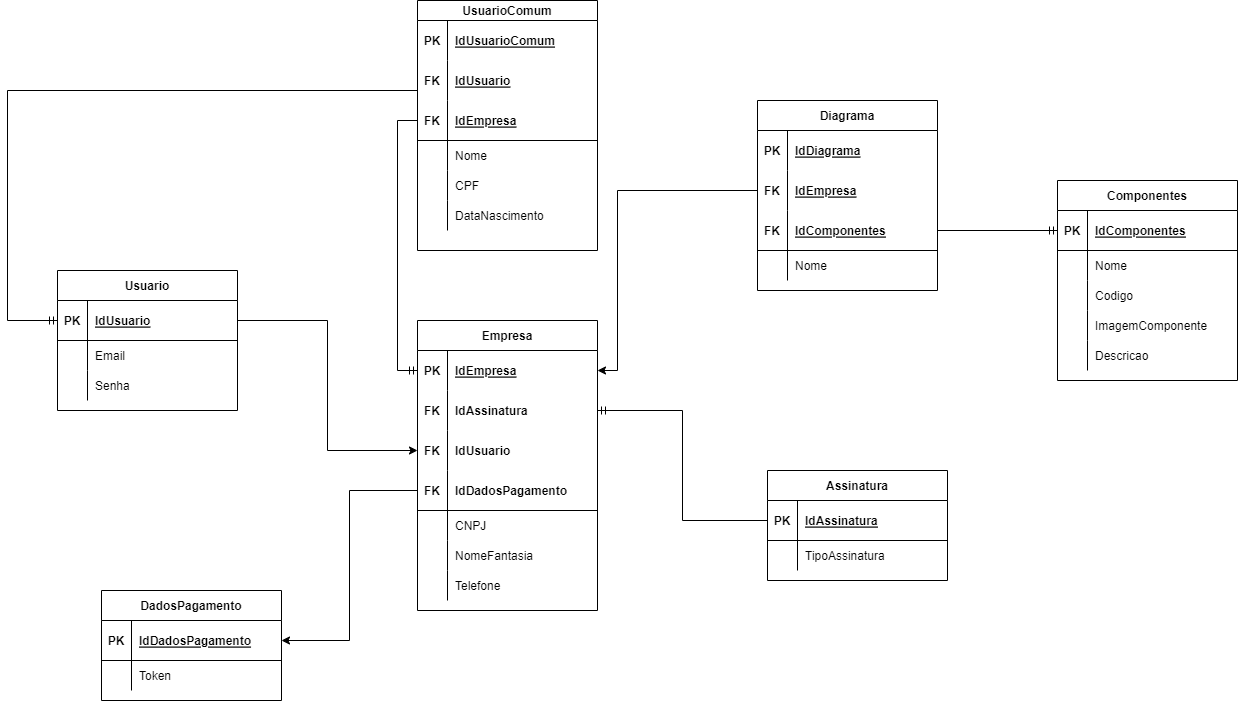 UsuarioComum
PK IdUsuarioComum
FK IdUsuario
FK IdEmpresa
Nome
CPF
DataNascimento
Diagrama
PK IdDiagrama
FK IdEmpresa
FK IdComponentes
Nome
Componentes
PK IdComponentes
Nome
Codigo
ImagemComponente
Descricao
Usuario
PK IdUsuario
Email
Senha
Empresa
PK IdEmpresa
FK IdAssinatura
FK IdUsuario
FK IdDadosPagamento
CNPJ
NomeFantasia
Telefone
Assinatura
PK IdAssinatura
TipoAssinatura
DadosPagamento
PK IdDadosPagamento
Token